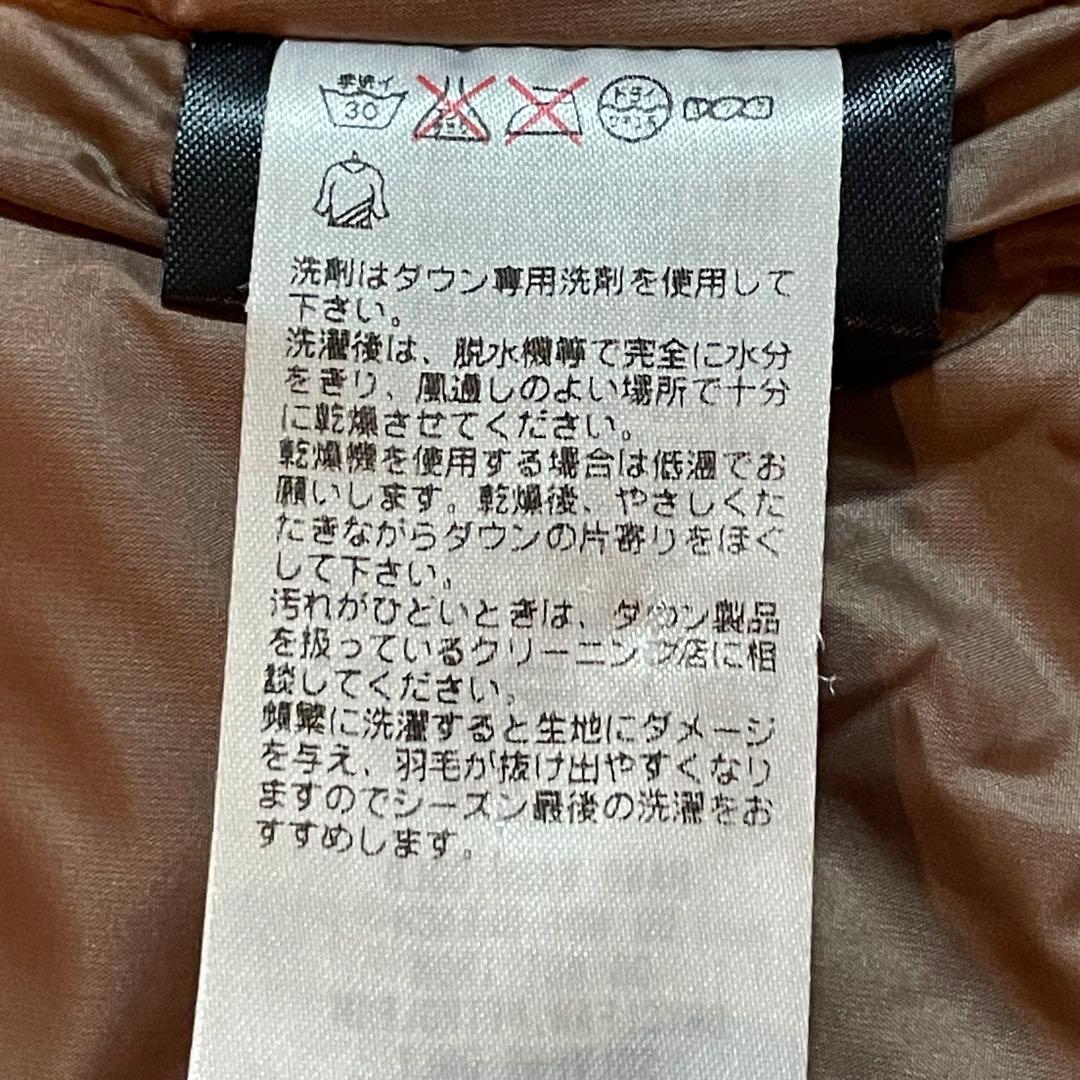 手洗イ
30
ドライ
洗剤はダウン専用洗剤を使用して
下さい。
洗濯後は、脱水機等で完全に水分
をきり、風通しのよい場所で十分
に乾燥させてください。
乾燥機を使用する場合は低温でお
願いします。乾燥後、やさしくた
たきながらダウンの片寄りをほぐ
して下さい。
汚れがひどいときは、ダウン製品
を扱っているクリーニング店に相
談してください。
頻繁に洗濯すると生地にダメージ
を与え、羽毛が抜け出やすくなり
ますのでシーズン最後の洗濯をお
すすめします。